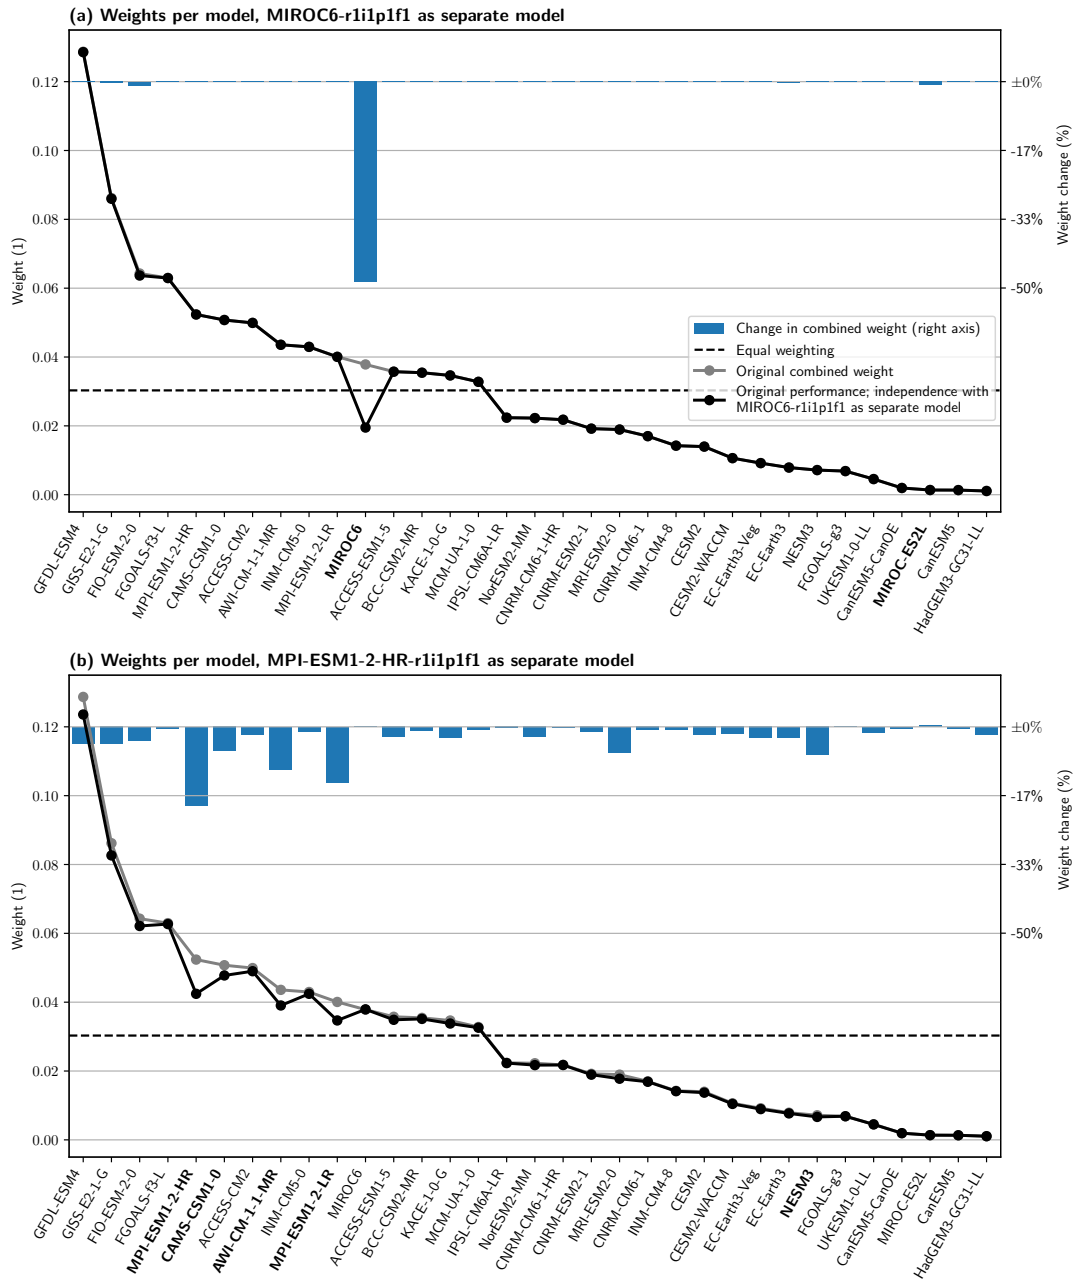 (a) Weights per model, MIROC6-r1i1p1f1 as separate model
0.12
0.10
0.08
0.06
0.04
0.02
0.00
Weight (1)
±0%
-17%
-33%
-50%
Weight change (%)
Change in combined weight (right axis)
Equal weighting
Original combined weight
Original performance; independence with
MIROC6-r1i1p1f1 as separate model
GFDL-ESM4
GISS-E2-1-G
FIO-ESM-2-0
FGOALS-f3-L
MPI-ESM1-2-HR
CAMS-CSM1-0
ACCESS-CM2
AWI-CM-1-1-MR
INM-CM5-0
MPI-ESM1-2-LR
MIROC6
ACCESS-ESM1-5
BCC-CSM2-MR
KACE-1-0-G
MCM-UA-1-0
IPSL-CM6A-LR
NorESM2-MM
CNRM-CM6-1-HR
CNRM-ESM2-1
MRI-ESM2-0
CNRM-CM6-1
INM-CM4-8
CESM2
CESM2-WACCM
EC-Earth3-Veg
EC-Earth3
NESM3
FGOALS-g3
UKESM1-0-LL
CanESM5-CanOE
MIROC-ES2L
CanESM5
HadGEM3-GC31-LL
(b) Weights per model, MPI-ESM1-2-HR-r1i1p1f1 as separate model
0.12
0.10
0.08
0.06
0.04
0.02
0.00
Weight (1)
±0%
-17%
-33%
-50%
Weight change (%)
GFDL-ESM4
GISS-E2-1-G
FIO-ESM-2-0
FGOALS-f3-L
MPI-ESM1-2-HR
CAMS-CSM1-0
ACCESS-CM2
AWI-CM-1-1-MR
INM-CM5-0
MPI-ESM1-2-LR
MIROC6
ACCESS-ESM1-5
BCC-CSM2-MR
KACE-1-0-G
MCM-UA-1-0
IPSL-CM6A-LR
NorESM2-MM
CNRM-CM6-1-HR
CNRM-ESM2-1
MRI-ESM2-0
CNRM-CM6-1
INM-CM4-8
CESM2
CESM2-WACCM
EC-Earth3-Veg
EC-Earth3
NESM3
FGOALS-g3
UKESM1-0-LL
CanESM5-CanOE
MIROC-ES2L
CanESM5
HadGEM3-GC31-LL